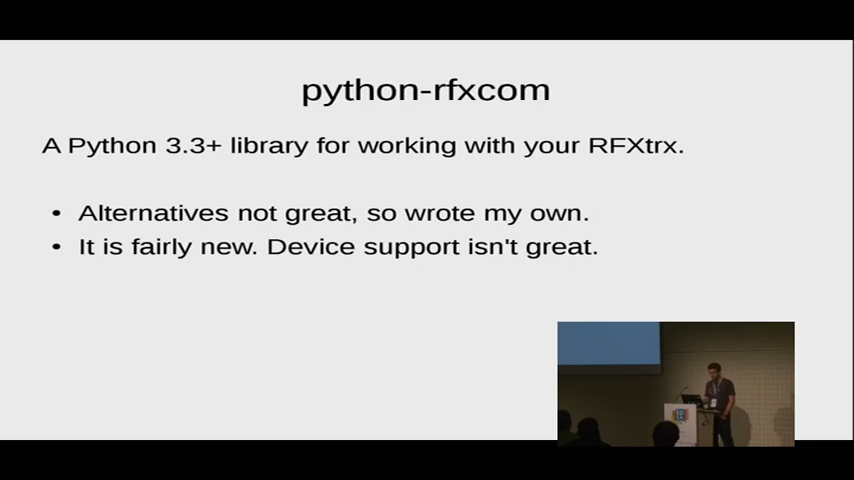 python-rfxcom
A Python 3.3+ library for working with your RFXtrx.
• Alternatives not great, so wrote my own.
• It is fairly new. Device support isn't great.